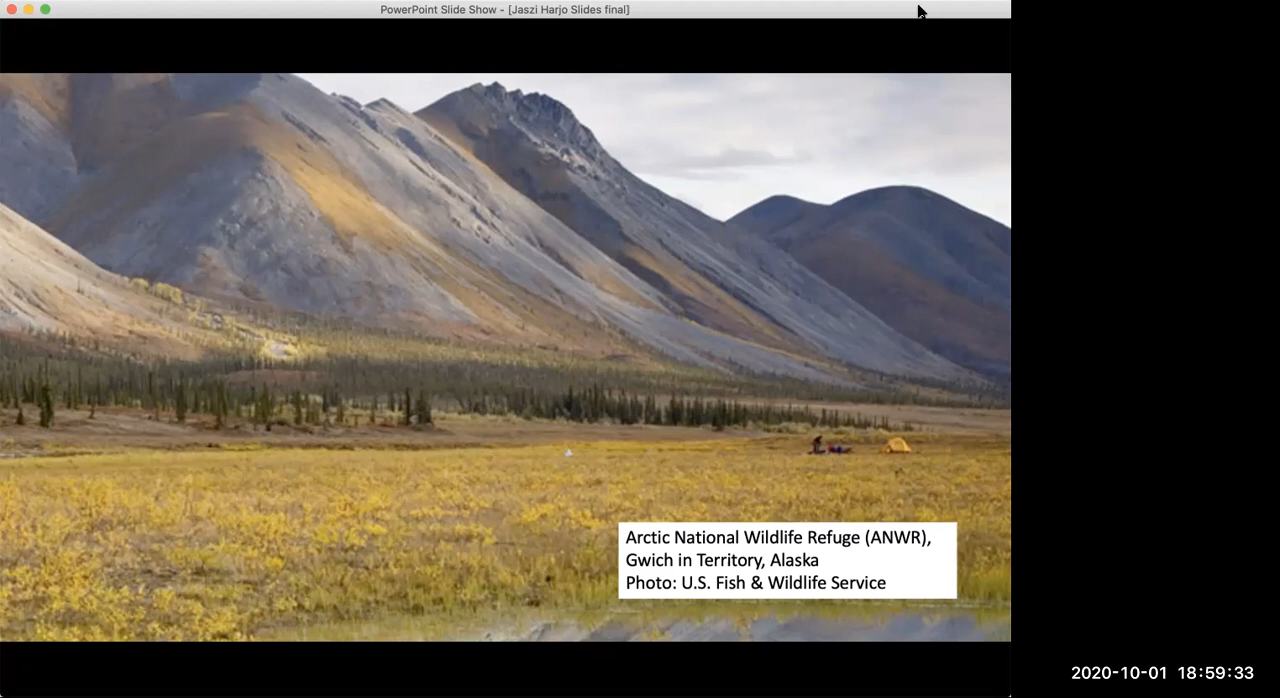 PowerPoint Slide Show - [Jaszi Harjo Slides final]
Arctic National Wildlife Refuge (ANWR),
Gwich in Territory, Alaska
Photo: U.S. Fish & Wildlife Service
2020-10-01 18:59:33